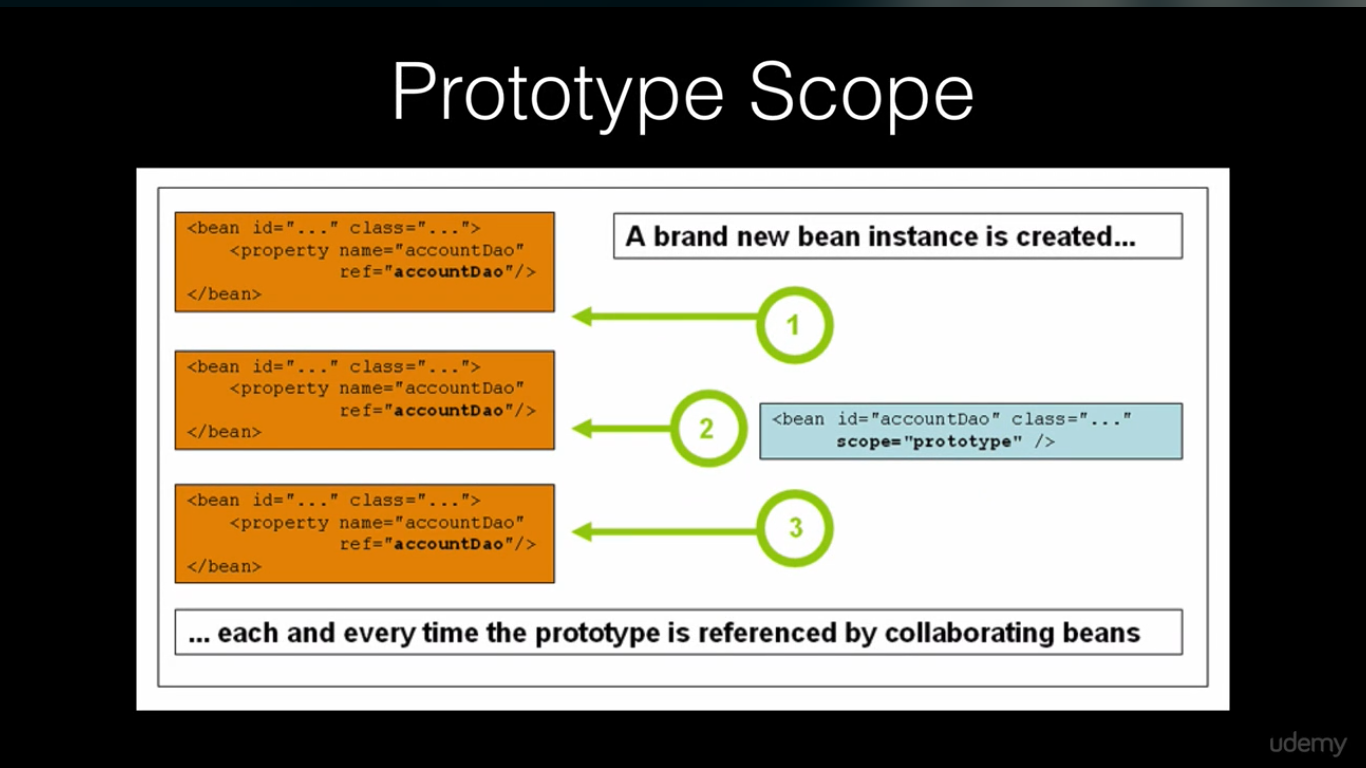 Prototype Scope
<bean id="..." class="...">
<property name="accountDao"
ref="accountDao"/>
</bean>
A brand new bean instance is created...
1
<bean id="..." class="...">
<property name="accountDao"
ref="accountDao"/>
</bean>
2
<bean id="accountDao" class="..."
scope="prototype" />
<bean id="..." class="...">
<property name="accountDao"
ref="accountDao"/>
</bean>
3
... each and every time the prototype is referenced by collaborating beans
udemy